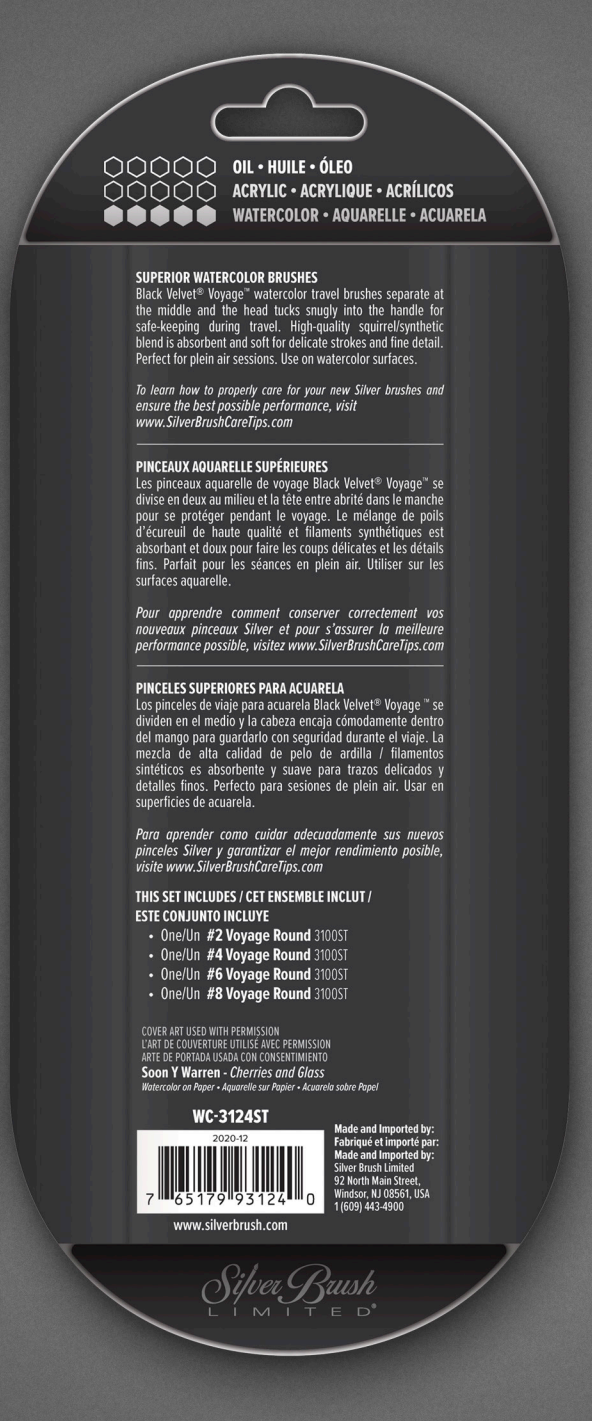 OIL • HUILE • ÓLEO
ACRYLIC • ACRYLIQUE • ACRÍLICOS
WATERCOLOR • AQUARELLE • ACUARELA
SUPERIOR WATERCOLOR BRUSHES
Black Velvet® Voyage™ watercolor travel brushes separate at
the middle and the head tucks snugly into the handle for
safe-keeping during travel. High-quality squirrel/synthetic
blend is absorbent and soft for delicate strokes and fine detail.
Perfect for plein air sessions. Use on watercolor surfaces.
To learn how to properly care for your new Silver brushes and
ensure the best possible performance, visit
www.SilverBrushCareTips.com
PINCEAUX AQUARELLE SUPÉRIEURES
Les pinceaux aquarelle de voyage Black Velvet® Voyage™ se
divise en deux au milieu et la tête entre abrité dans le manche
pour se protéger pendant le voyage. Le mélange de poils
d'écureuil de haute qualité et filaments synthétiques est
absorbant et doux pour faire les coups délicates et les détails
fins. Parfait pour les séances en plein air. Utiliser sur les
surfaces aquarelle.
Pour apprendre comment conserver correctement vos
nouveaux pinceaux Silver et pour s'assurer la meilleure
performance possible, visitez www.SilverBrushCareTips.com
PINCELES SUPERIORES PARA ACUARELA
Los pinceles de viaje para acuarela Black Velvet® Voyage ™ se
dividen en el medio y la cabeza encaja cómodamente dentro
del mango para guardarlo con seguridad durante el viaje. La
mezcla de alta calidad de pelo de ardilla / filamentos
sintéticos es absorbente y suave para trazos delicados y
detalles finos. Perfecto para sesiones de plein air. Usar en
superficies de acuarela.
Para aprender como cuidar adecuadamente sus nuevos
pinceles Silver y garantizar el mejor rendimiento posible,
visite www.SilverBrushCareTips.com
THIS SET INCLUDES / CET ENSEMBLE INCLUT /
ESTE CONJUNTO INCLUYE
• One/Un #2 Voyage Round 3100ST
• One/Un #4 Voyage Round 3100ST
• One/Un #6 Voyage Round 3100ST
• One/Un #8 Voyage Round 3100ST
COVER ART USED WITH PERMISSION
L'ART DE COUVERTURE UTILISÉ AVEC PERMISSION
ARTE DE PORTADA USADA CON CONSENTIMIENTO
Soon Y Warren - Cherries and Glass
Watercolor on Paper • Aquarelle sur Papier • Acuarela sobre Papel
WC-3124ST
2020-12
7 65179 93124 0
www.silverbrush.com
Made and Imported by:
Fabriqué et importé par:
Made and Imported by:
Silver Brush Limited
92 North Main Street,
Windsor, NJ 08561, USA
1 (609) 443-4900
Silver Brush
LIMITED®